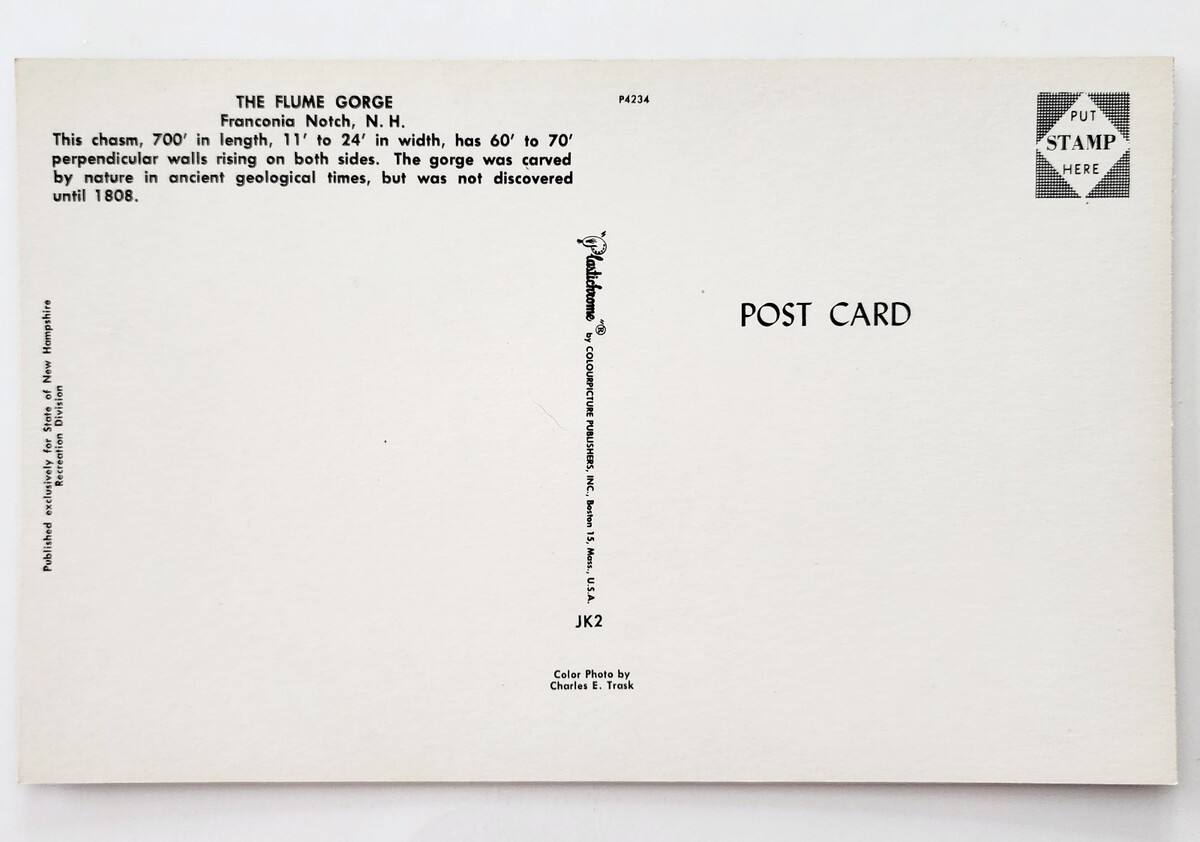 THE FLUME GORGE
Franconia Notch, N. H.
This chasm, 700' in length, 11' to 24' in width, has 60' to 70'
perpendicular walls rising on both sides. The gorge was carved
by nature in ancient geological times, but was not discovered
until 1808.
P4234
PUT
STAMP
HERE
Published exclusively for State of New Hampshire
Recreation Division
"Plastichrome"®
by COLOURPICTURE PUBLISHERS, INC., Boston 15, Mass., U.S.A.
JK2
Color Photo by
Charles E. Trask
POST CARD